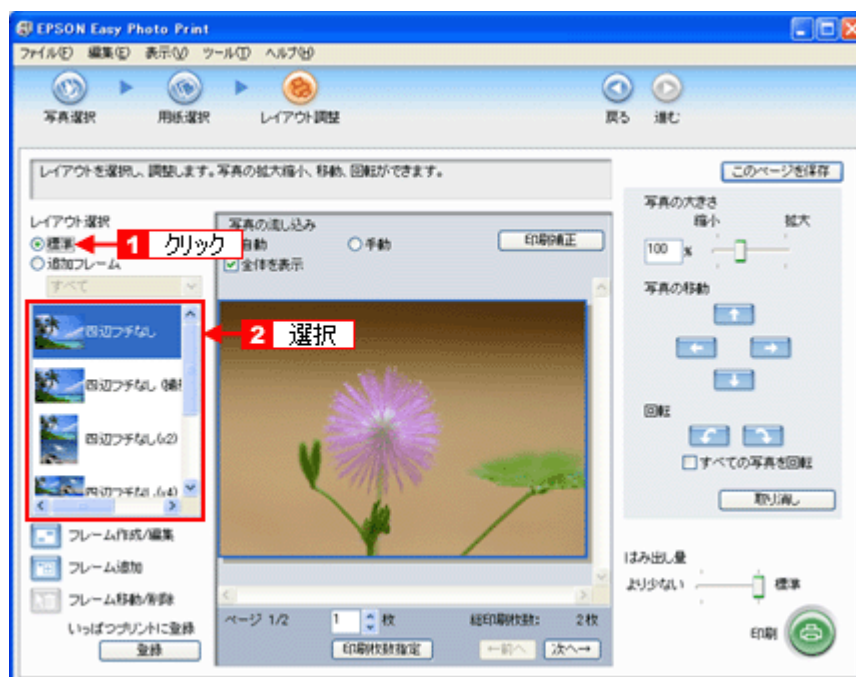 EPSON Easy Photo Print
ファイル(F) 編集(E) 表示(V) ツール(T) ヘルプ(H)
写真選択 用紙選択 レイアウト調整 戻る 進む
レイアウトを選択し、調整します。写真の拡大縮小、移動、回転ができます。
このページを保存
レイアウト選択
標準
1 クリック
追加フレーム
すべて
四辺フチなし
2 選択
四辺フチなし
四辺フチなし(x2)
四辺フチなし(x4)
フレーム作成/編集
フレーム追加
フレーム移動/削除
いっぱつプリントに登録
登録
写真の流し込み
自動 手動 印刷補正
全体を表示
ページ 1/2 1 枚 総印刷枚数: 2枚
印刷枚数指定 ←前へ 次へ→
写真の大きさ
縮小 拡大
100 %
写真の移動
回転
すべての写真を回転
取り消し
はみ出し量
より少ない 標準
印刷